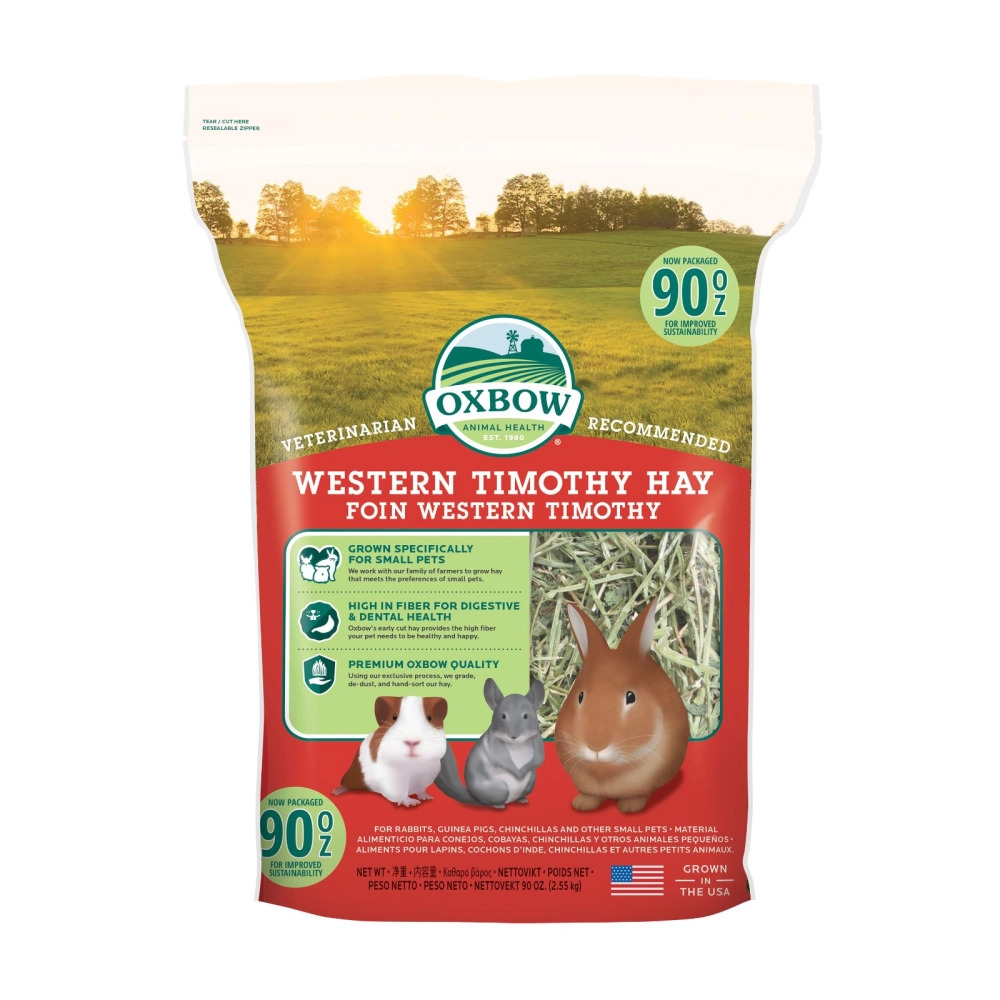 TEAR / CUT HERE
RESEALABLE ZIPPER
NOW PACKAGED
90 OZ
FOR IMPROVED
SUSTAINABILITY
OXBOW
ANIMAL HEALTH
EST. 1980
®
VETERINARIAN RECOMMENDED
WESTERN TIMOTHY HAY
FOIN WESTERN TIMOTHY
GROWN SPECIFICALLY
FOR SMALL PETS
We work with our family of farmers to grow hay
that meets the preferences of small pets.
HIGH IN FIBER FOR DIGESTIVE
& DENTAL HEALTH
Oxbow's early cut hay provides the high fiber
your pet needs to be healthy and happy.
PREMIUM OXBOW QUALITY
Using our exclusive process, we grade,
de-dust, and hand-sort our hay.
NOW PACKAGED
90 OZ
FOR IMPROVED
SUSTAINABILITY
FOR RABBITS, GUINEA PIGS, CHINCHILLAS AND OTHER SMALL PETS • MATERIAL
ALIMENTICIO PARA CONEJOS, COBAYAS, CHINCHILLAS Y OTROS ANIMALES PEQUEÑOS •
ALIMENTS POUR LAPINS, COCHONS D'INDE, CHINCHILLAS ET AUTRES PETITS ANIMAUX.
NET WT • 净重 • 内容量 • Καθαρό βάρος • NETTOVIKT • POIDS NET •
PESO NETTO • PESO NETO • NETTOVEKT 90 OZ. (2.55 kg)
GROWN
IN
THE USA